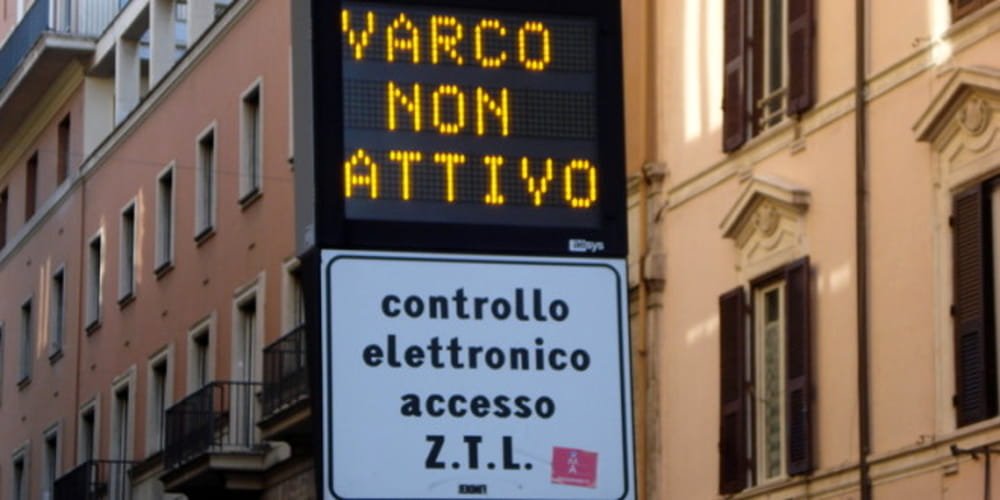 VARCO
NON
ATTIVO
controllo
elettronico
accesso
Z.T.L.